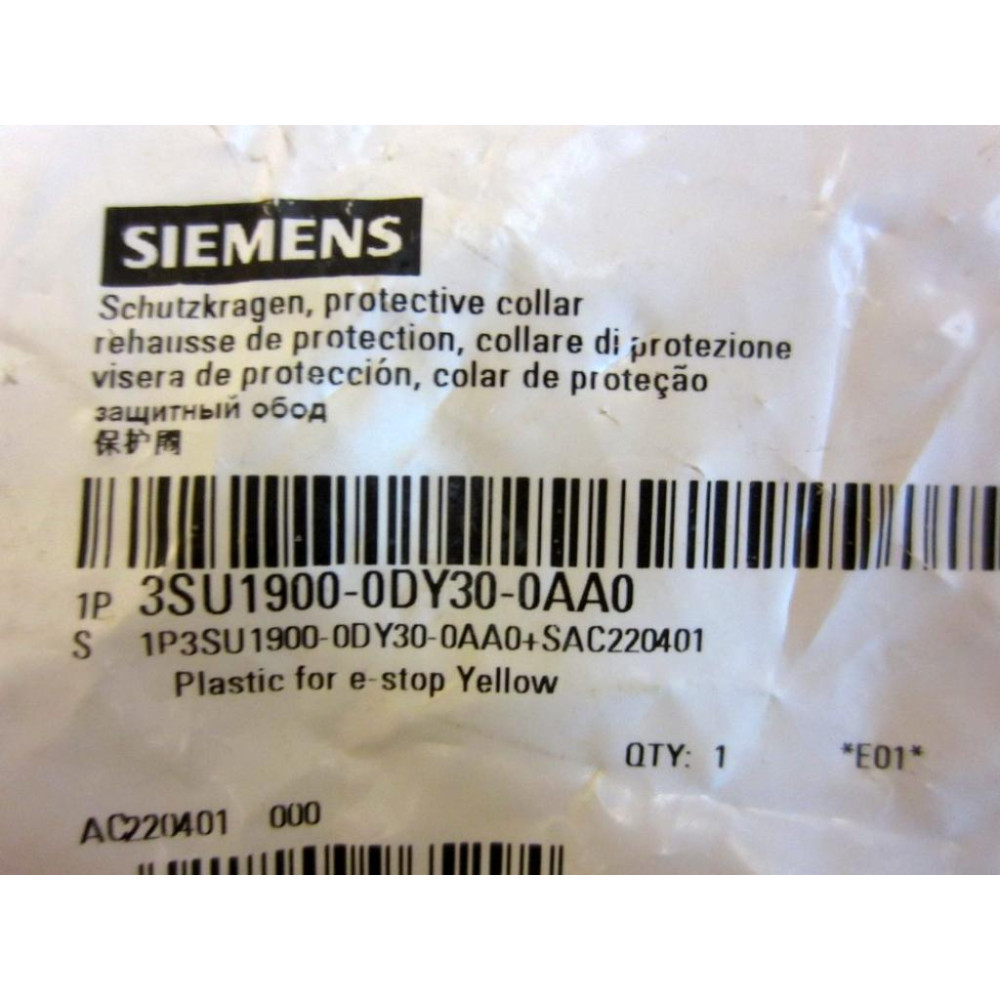 SIEMENS
Schutzkragen, protective collar
rehausse de protection, collare di protezione
visera de protección, colar de proteção
защитный обод
保护圈
1P 3SU1900-0DY30-0AA0
S 1P3SU1900-0DY30-0AA0+SAC220401
Plastic for e-stop Yellow
QTY: 1 *E01*
AC220401 000